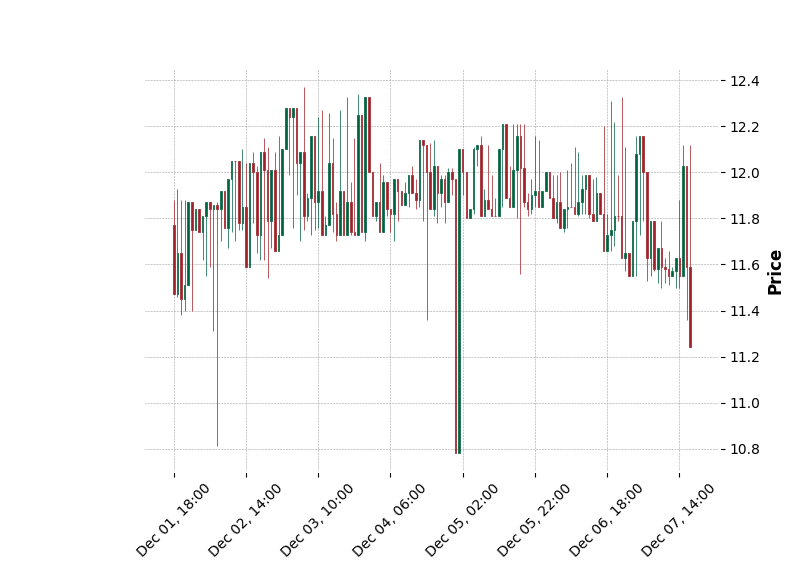 12.4
12.2
12.0
11.8
11.6
11.4
11.2
11.0
10.8
Price
Dec 01, 18:00
Dec 02, 14:00
Dec 03, 10:00
Dec 04, 06:00
Dec 05, 02:00
Dec 05, 22:00
Dec 06, 18:00
Dec 07, 14:00